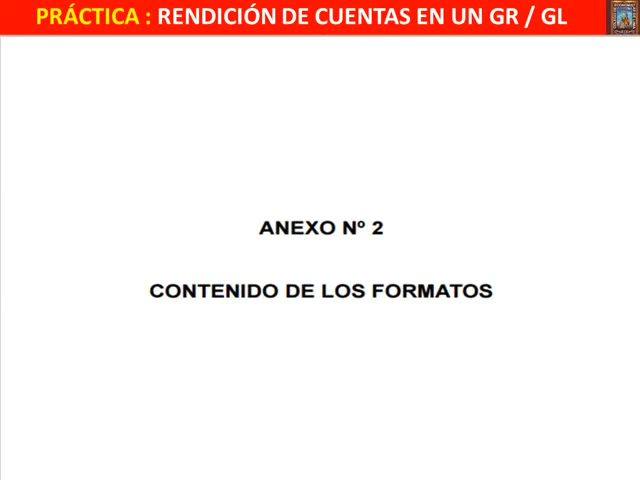 PRÁCTICA : RENDICIÓN DE CUENTAS EN UN GR / GL
ANEXO Nº 2
CONTENIDO DE LOS FORMATOS